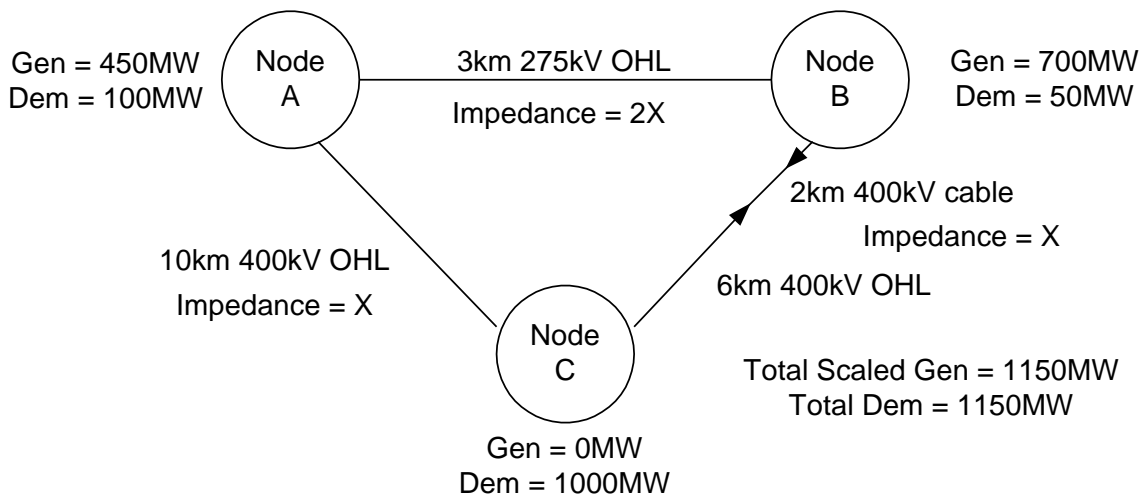 Gen = 450MW
Dem = 100MW
Node
A
3km 275kV OHL
Impedance = 2X
Node
B
Gen = 700MW
Dem = 50MW
2km 400kV cable
Impedance = X
10km 400kV OHL
Impedance = X
6km 400kV OHL
Node
C
Total Scaled Gen = 1150MW
Total Dem = 1150MW
Gen = 0MW
Dem = 1000MW